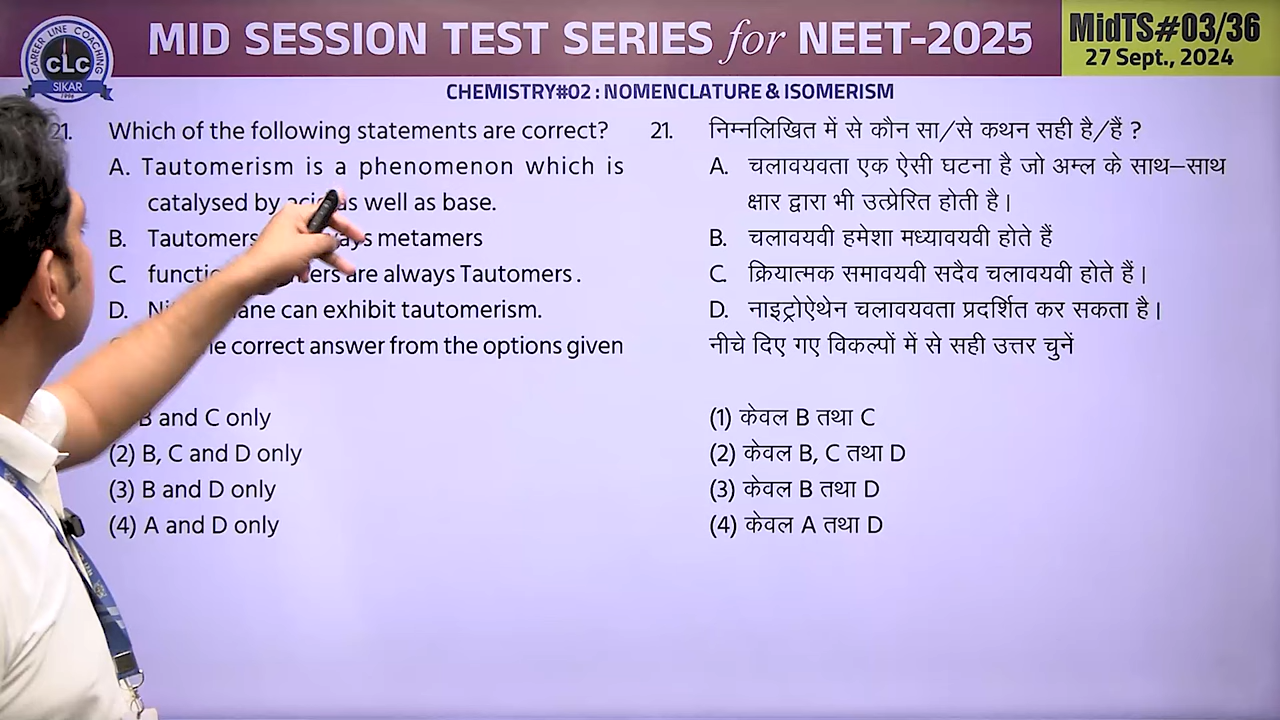 MID SESSION TEST SERIES for NEET-2025
MidTS#03/36
27 Sept., 2024
CAREER LINE COACHING
CLC
SIKAR
1996
CHEMISTRY#02 : NOMENCLATURE & ISOMERISM
21. Which of the following statements are correct?
A. Tautomerism is a phenomenon which is
catalysed by as well as base.
B. Tautomers metamers
C. are always Tautomers.
D. can exhibit tautomerism.
correct answer from the options given
B and C only
(2) B, C and D only
(3) B and D only
(4) A and D only
21. निम्नलिखित में से कौन सा/से कथन सही है/हैं ?
A. चलावयवता एक ऐसी घटना है जो अम्ल के साथ–साथ
क्षार द्वारा भी उत्प्रेरित होती है।
B. चलावयवी हमेशा मध्यावयवी होते हैं
C. क्रियात्मक समावयवी सदैव चलावयवी होते हैं।
D. नाइट्रोऐथेन चलावयवता प्रदर्शित कर सकता है।
नीचे दिए गए विकल्पों में से सही उत्तर चुनें
(1) केवल B तथा C
(2) केवल B, C तथा D
(3) केवल B तथा D
(4) केवल A तथा D